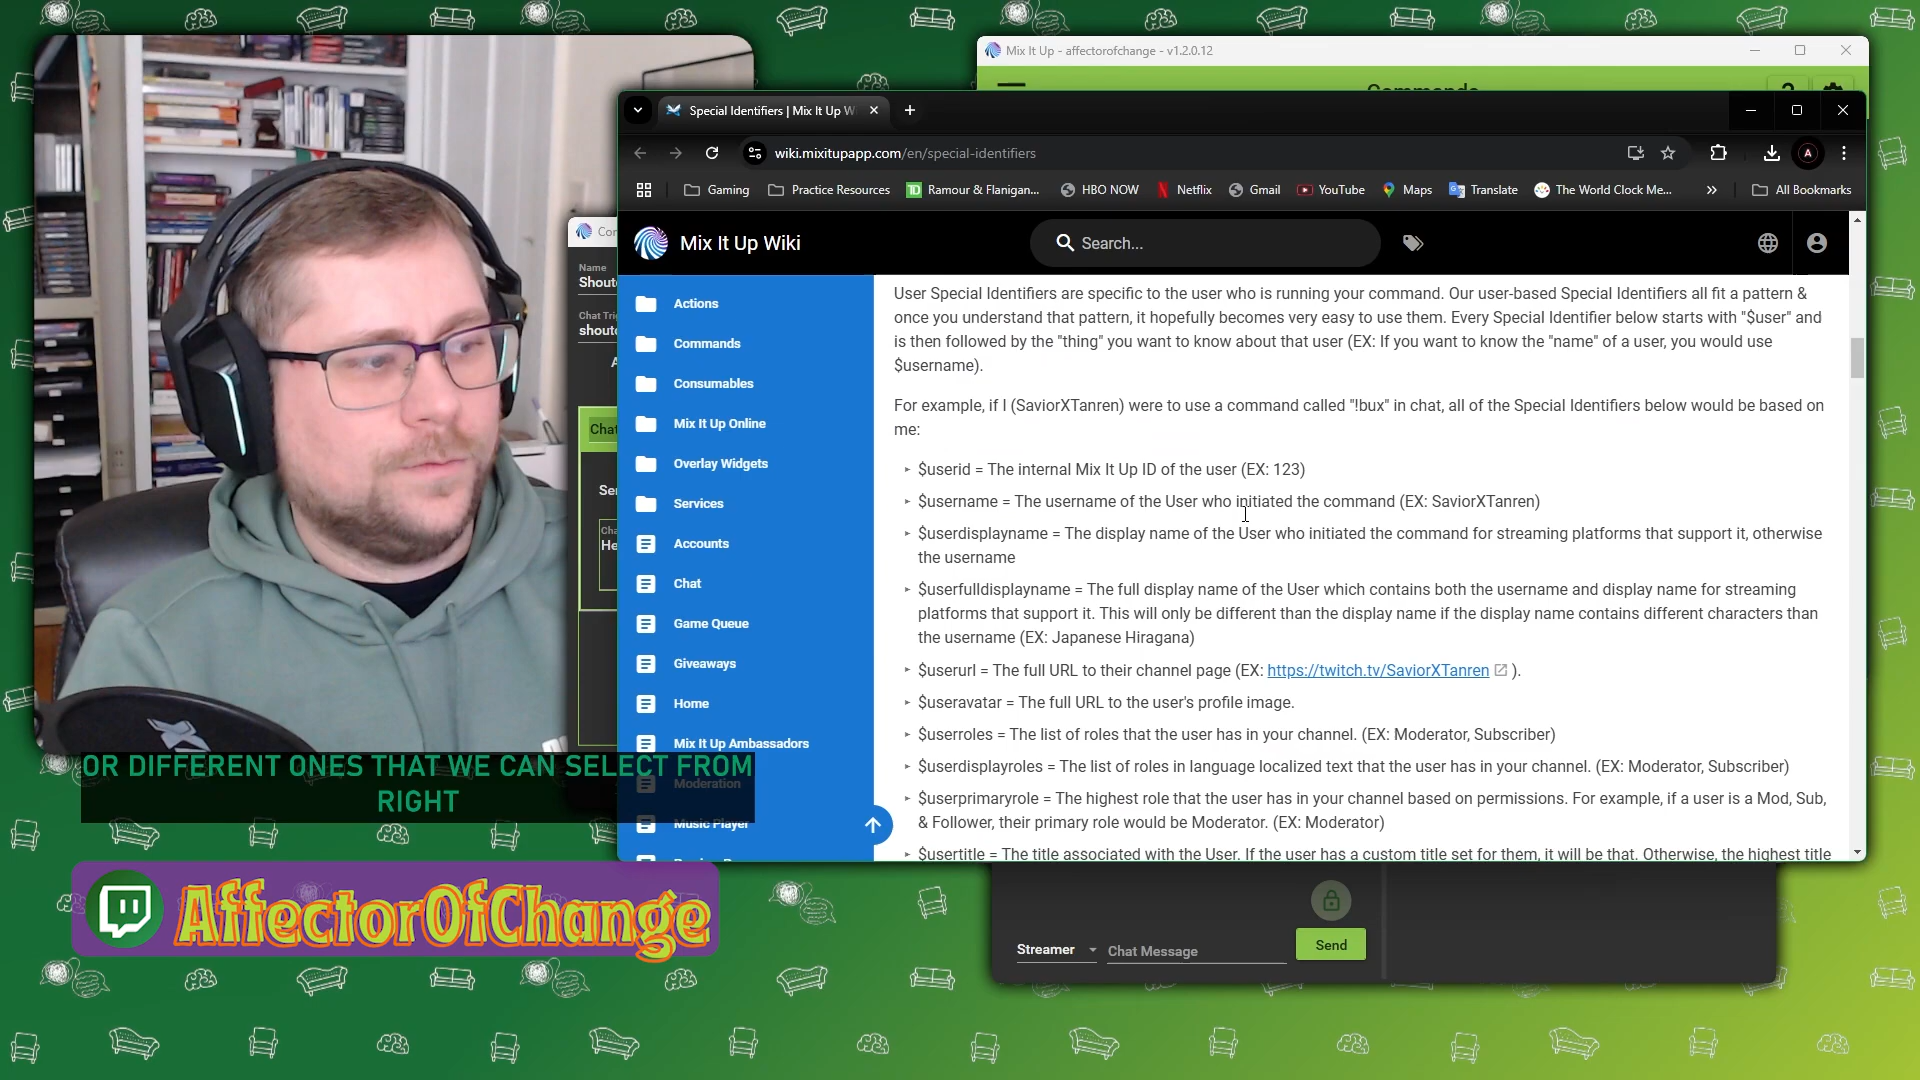 Mix It Up - affectorofchange - v1.2.0.12
Commands
Special Identifiers | Mix It Up W
wiki.mixitupapp.com/en/special-identifiers
Gaming
Practice Resources
Ramour & Flanigan...
HBO NOW
Netflix
Gmail
YouTube
Maps
Translate
The World Clock Me...
»
All Bookmarks
A
Mix It Up Wiki
Search...
Name
Shout
shout
Actions
Commands
Consumables
Mix It Up Online
Overlay Widgets
Services
Accounts
Chat
Game Queue
Giveaways
Home
Mix It Up Ambassadors
Moderation
Music Player
User Special Identifiers are specific to the user who is running your command. Our user-based Special Identifiers all fit a pattern &
once you understand that pattern, it hopefully becomes very easy to use them. Every Special Identifier below starts with "$user" and
is then followed by the "thing" you want to know about that user (EX: If you want to know the "name" of a user, you would use
$username).
For example, if I (SaviorXTanren) were to use a command called "!bux" in chat, all of the Special Identifiers below would be based on
me:
$userid = The internal Mix It Up ID of the user (EX: 123)
$username = The username of the User who initiated the command (EX: SaviorXTanren)
$userdisplayname = The display name of the User who initiated the command for streaming platforms that support it, otherwise
the username
$userfulldisplayname = The full display name of the User which contains both the username and display name for streaming
platforms that support it. This will only be different than the display name if the display name contains different characters than
the username (EX: Japanese Hiragana)
$userurl = The full URL to their channel page (EX: https://twitch.tv/SaviorXTanren ).
$useravatar = The full URL to the user's profile image.
$userroles = The list of roles that the user has in your channel. (EX: Moderator, Subscriber)
$userdisplayroles = The list of roles in language localized text that the user has in your channel. (EX: Moderator, Subscriber)
$userprimaryrole = The highest role that the user has in your channel based on permissions. For example, if a user is a Mod, Sub,
& Follower, their primary role would be Moderator. (EX: Moderator)
$usertitle = The title associated with the User. If the user has a custom title set for them, it will be that. Otherwise, the highest title
OR DIFFERENT ONES THAT WE CAN SELECT FROM
RIGHT
AffectorOfChange
Streamer
Chat Message
Send